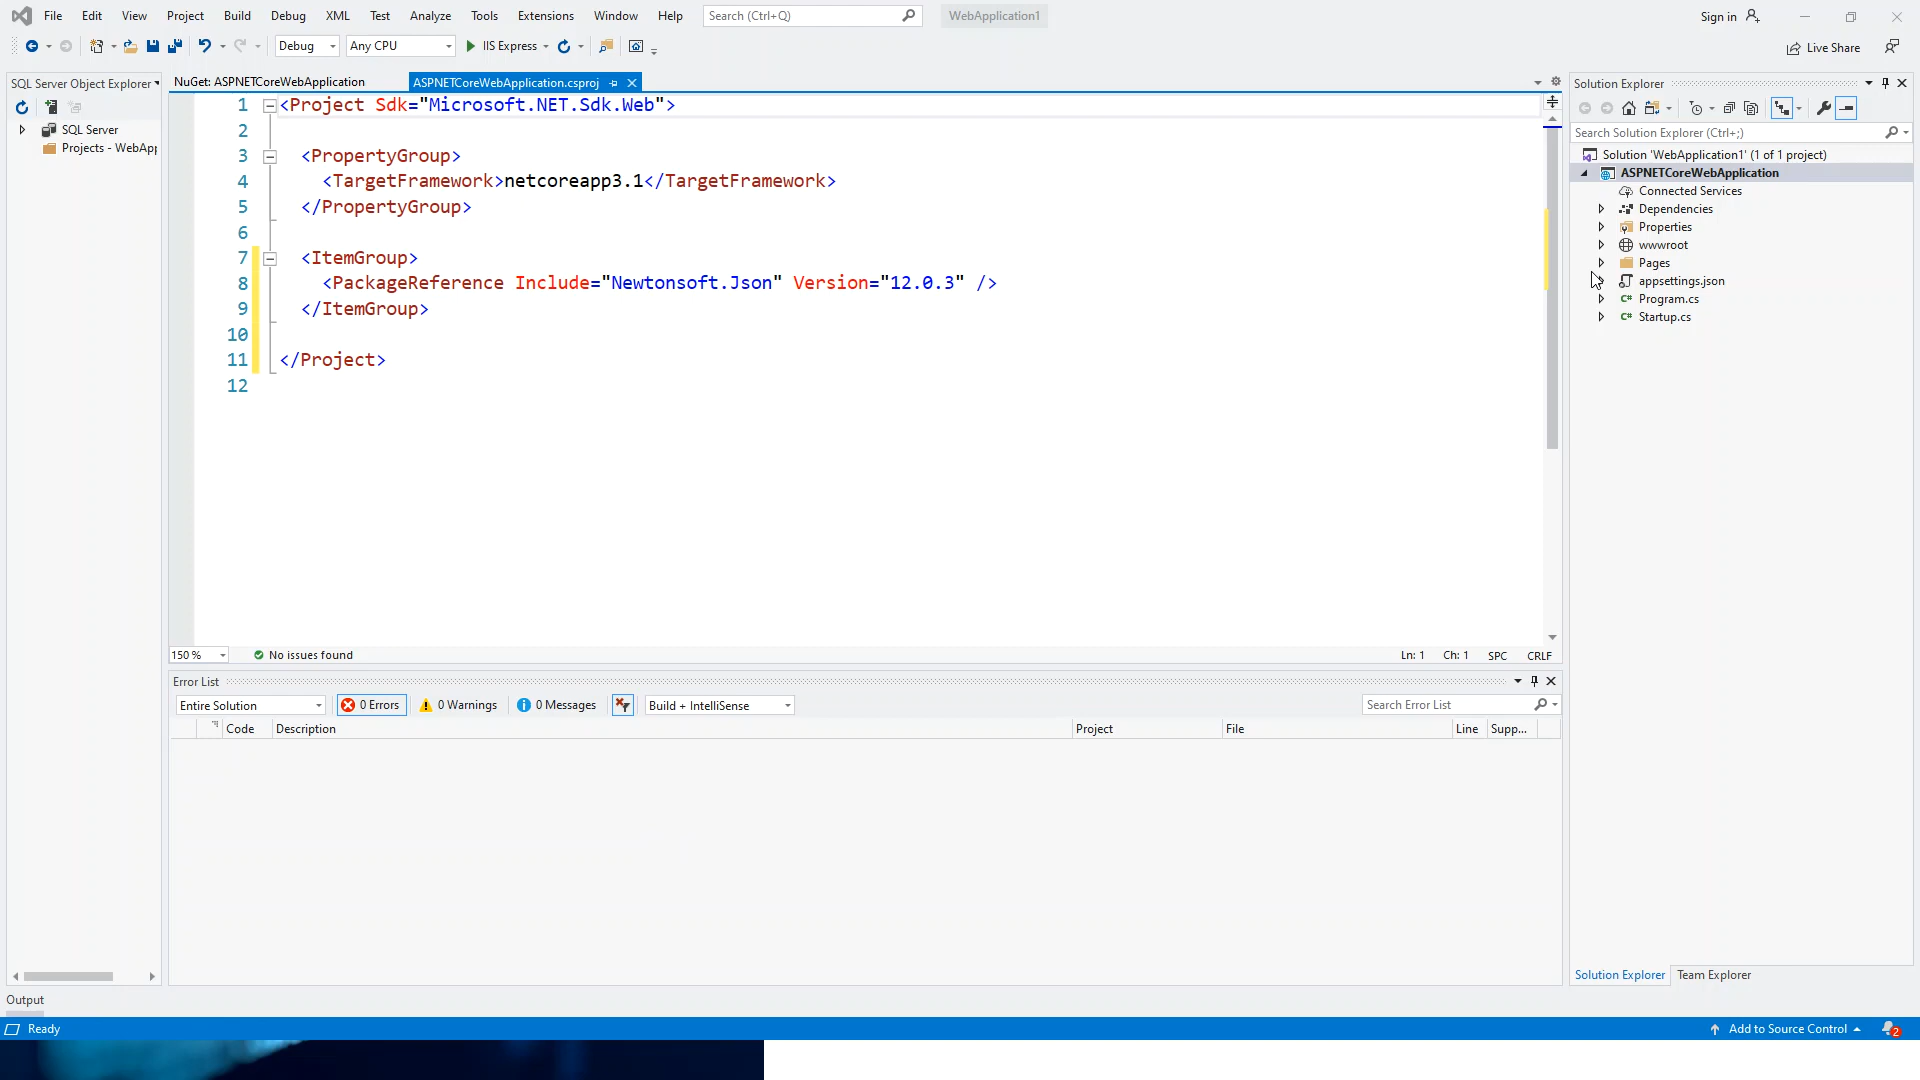 File Edit View Project Build Debug XML Test Analyze Tools Extensions Window Help Search (Ctrl+Q) WebApplication1 Sign in
Debug Any CPU IIS Express Live Share
SQL Server Object Explorer
SQL Server
Projects - WebApp
NuGet: ASPNETCoreWebApplication ASPNETCoreWebApplication.csproj
1 <Project Sdk="Microsoft.NET.Sdk.Web">
2
3 <PropertyGroup>
4 <TargetFramework>netcoreapp3.1</TargetFramework>
5 </PropertyGroup>
6
7 <ItemGroup>
8 <PackageReference Include="Newtonsoft.Json" Version="12.0.3" />
9 </ItemGroup>
10
11 </Project>
12
150 % No issues found Ln: 1 Ch: 1 SPC CRLF
Error List
Entire Solution 0 Errors 0 Warnings 0 Messages Build + IntelliSense Search Error List
Code Description Project File Line Supp...
Solution Explorer
Search Solution Explorer (Ctrl+;)
Solution 'WebApplication1' (1 of 1 project)
ASPNETCoreWebApplication
Connected Services
Dependencies
Properties
wwwroot
Pages
appsettings.json
C# Program.cs
C# Startup.cs
Solution Explorer Team Explorer
Output
Ready Add to Source Control 2